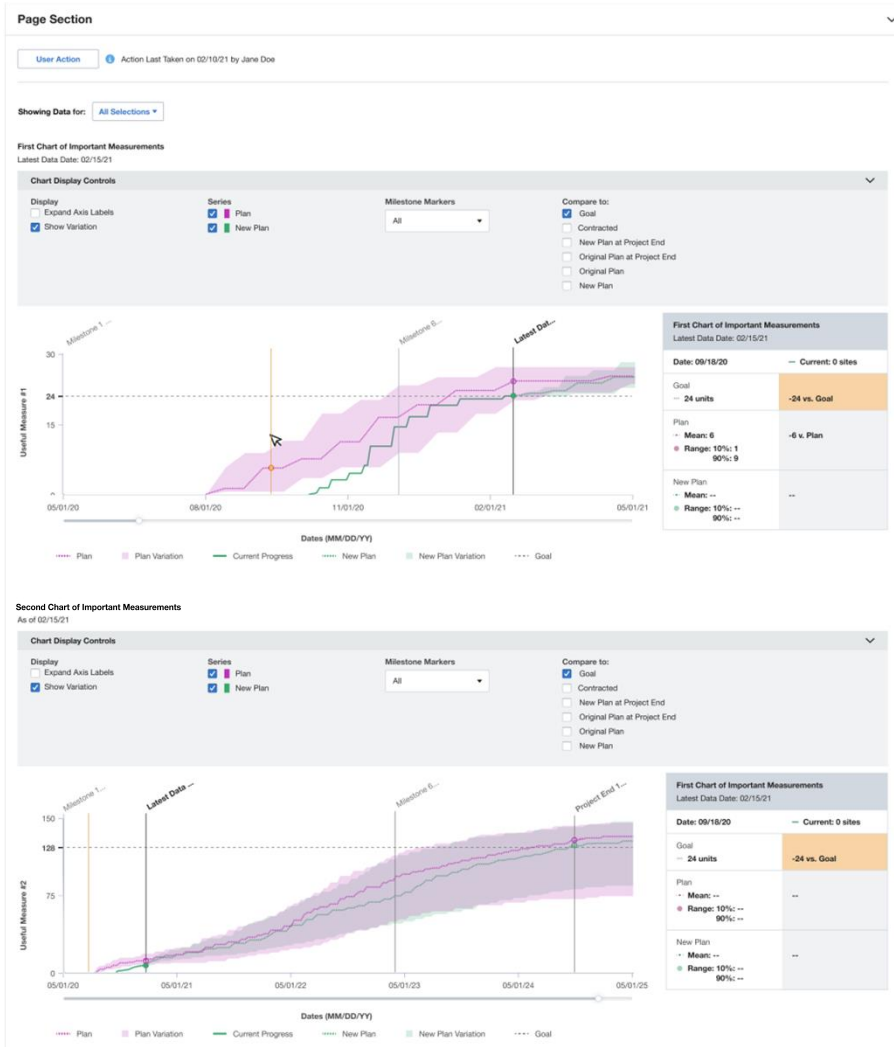 Page Section
User Action
Action Last Taken on 02/10/21 by Jane Doe
Showing Data for: All Selections
First Chart of Important Measurements
Latest Data Date: 02/15/21
Chart Display Controls
Display
Expand Axis Labels
Show Variation
Series
Plan
New Plan
Milestone Markers
All
Compare to:
Goal
Contracted
New Plan at Project End
Original Plan at Project End
Original Plan
New Plan
Milestone 1 ...
Milsetone 6...
Latest Dat...
Useful Measure #1
30
24
15
0
05/01/20 08/01/20 11/01/20 02/01/21 05/01/21
Dates (MM/DD/YY)
Plan Plan Variation Current Progress New Plan New Plan Variation Goal
First Chart of Important Measurements
Latest Data Date: 02/15/21
Date: 09/18/20 Current: 0 sites
Goal
24 units -24 vs. Goal
Plan
Mean: 6 -6 v. Plan
Range: 10%: 1
90%: 9
New Plan
Mean: -- --
Range: 10%: --
90%: --
Second Chart of Important Measurements
As of 02/15/21
Chart Display Controls
Display
Expand Axis Labels
Show Variation
Series
Plan
New Plan
Milestone Markers
All
Compare to:
Goal
Contracted
New Plan at Project End
Original Plan at Project End
Original Plan
New Plan
Milestone 1...
Latest Data ...
Milestone 6...
Project End 1...
Useful Measure #2
150
128
75
0
05/01/20 05/01/21 05/01/22 05/01/23 05/01/24 05/01/25
Dates (MM/DD/YY)
Plan Plan Variation Current Progress New Plan New Plan Variation Goal
First Chart of Important Measurements
Latest Data Date: 02/15/21
Date: 09/18/20 Current: 0 sites
Goal
24 units -24 vs. Goal
Plan
Mean: -- --
Range: 10%: --
90%: --
New Plan
Mean: -- --
Range: 10%: --
90%: --